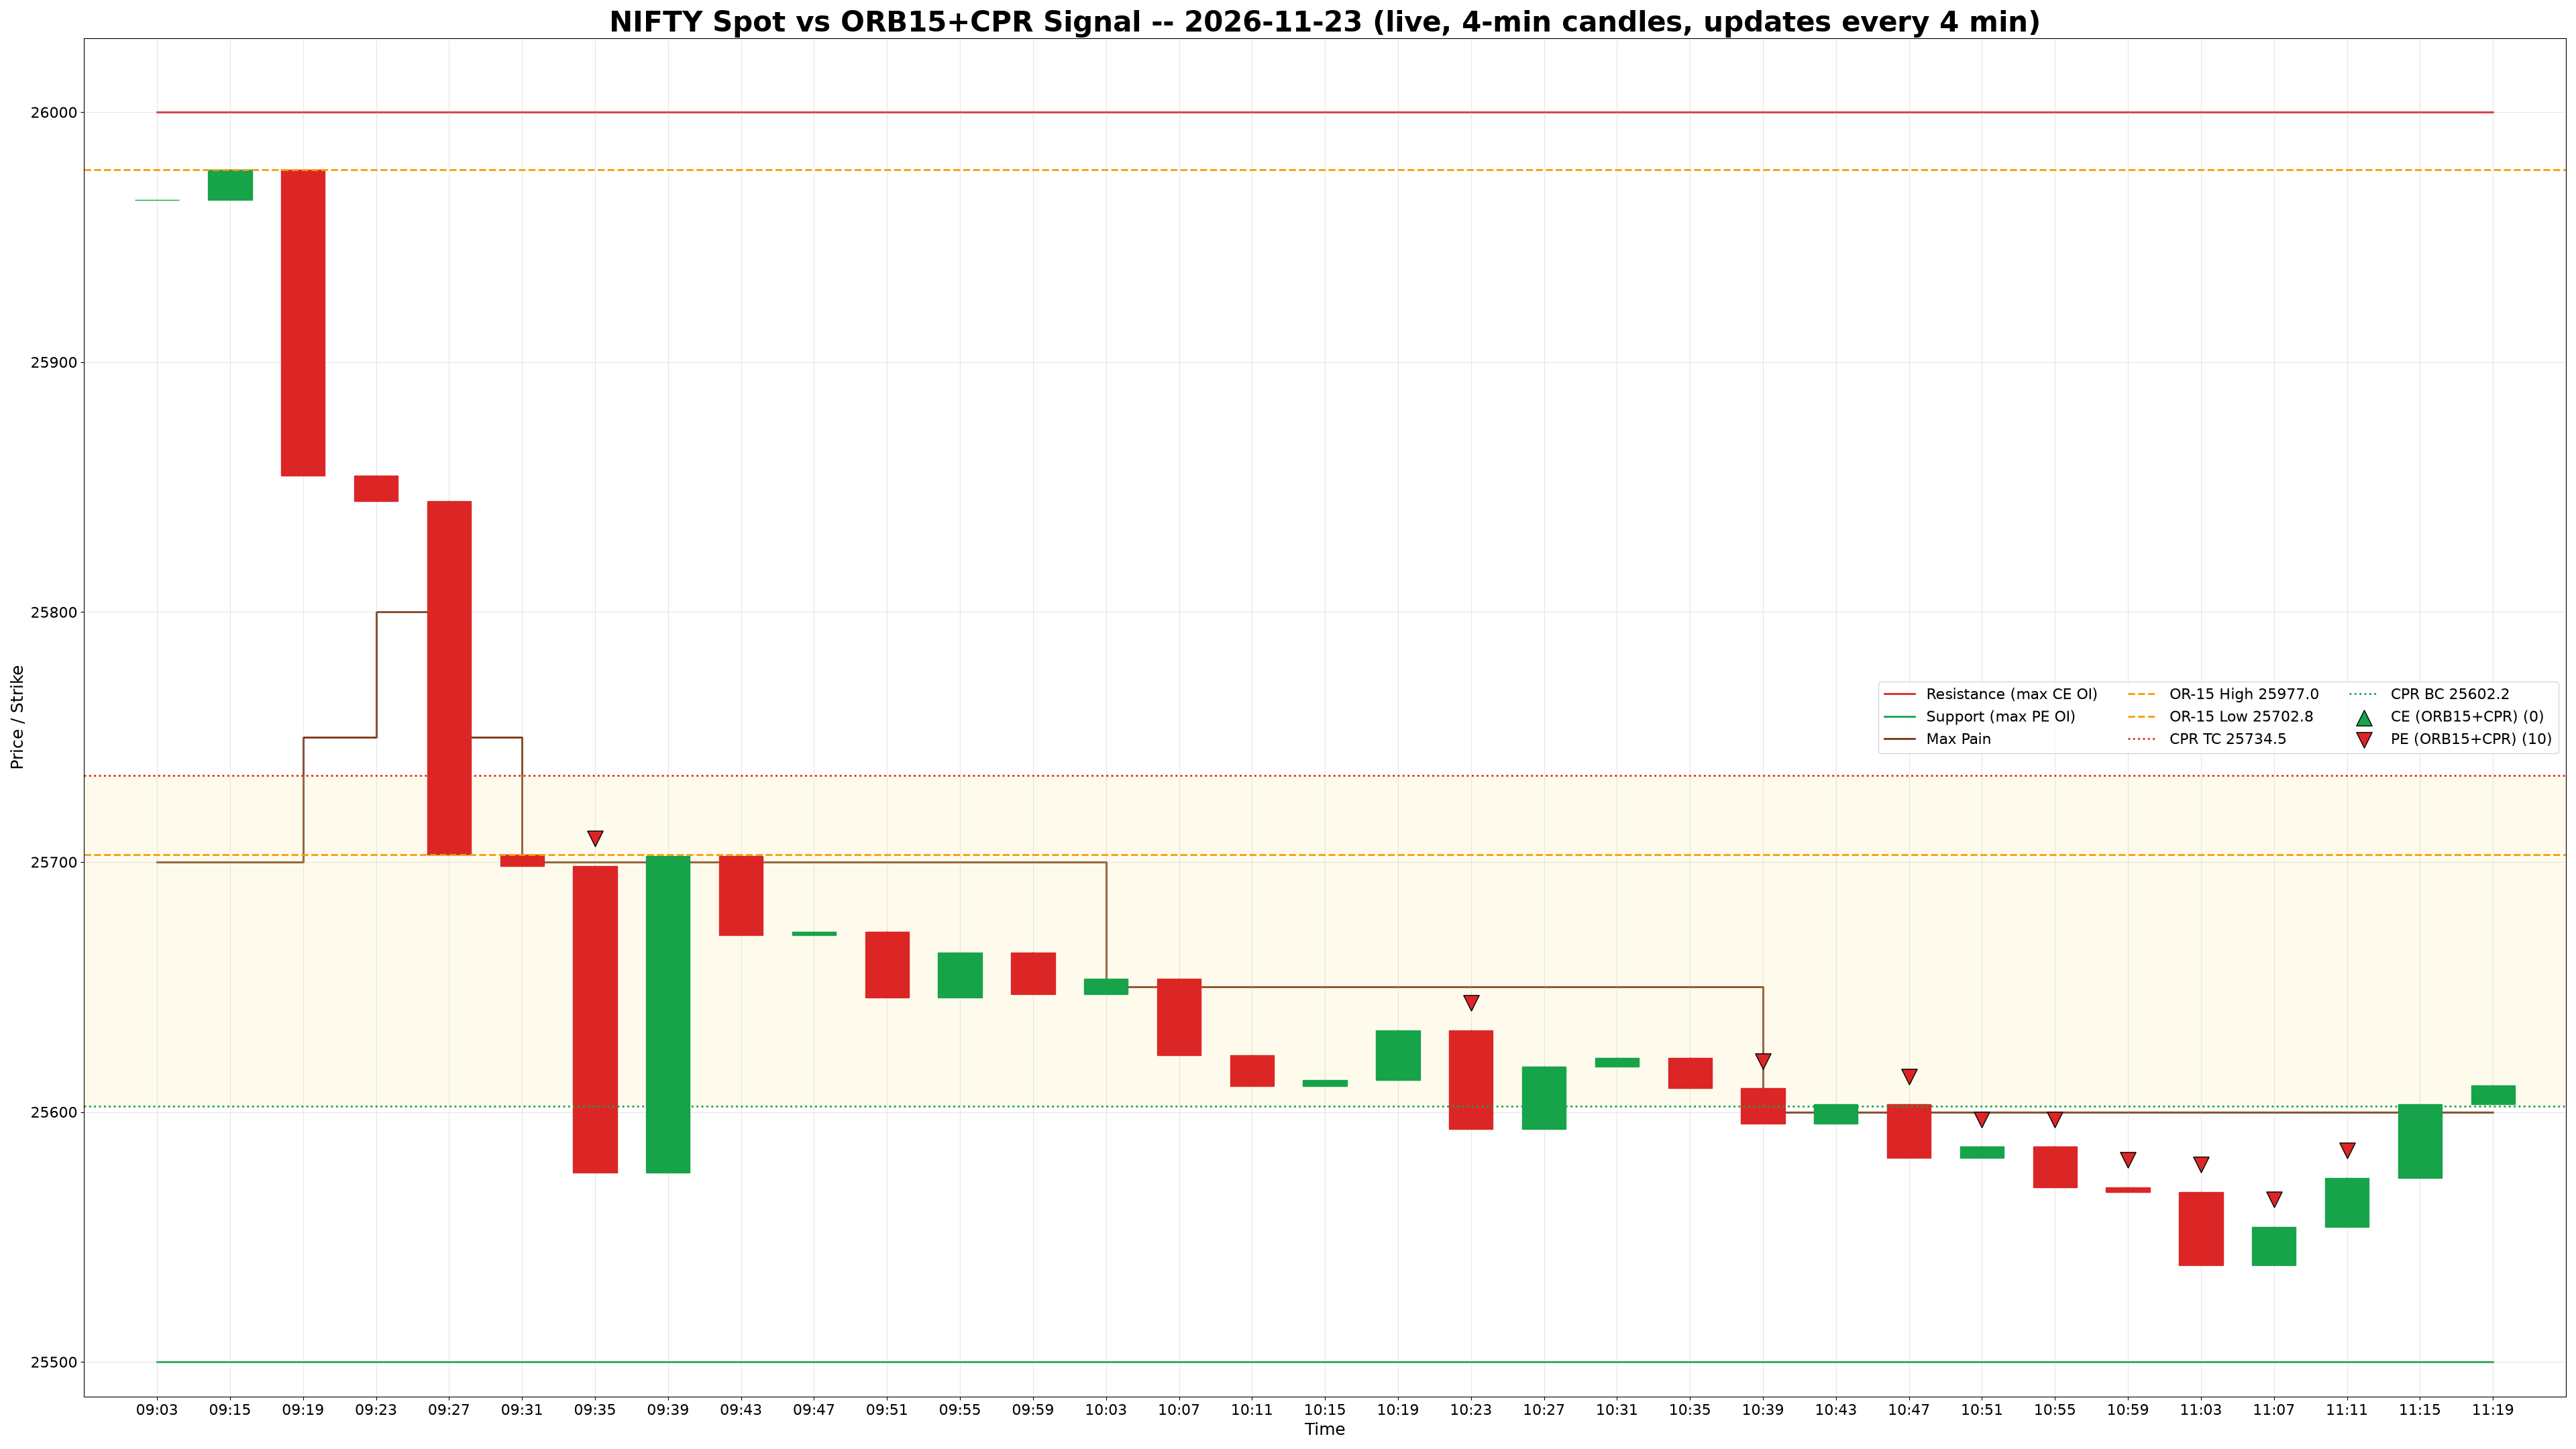 NIFTY Spot vs ORB15+CPR Signal -- 2026-11-23 (live, 4-min candles, updates every 4 min)
Price / Strike
26000
25900
25800
25700
25600
25500
Resistance (max CE OI)
Support (max PE OI)
Max Pain
OR-15 High 25977.0
OR-15 Low 25702.8
CPR TC 25734.5
CPR BC 25602.2
CE (ORB15+CPR) (0)
PE (ORB15+CPR) (10)
09:03 09:15 09:19 09:23 09:27 09:31 09:35 09:39 09:43 09:47 09:51 09:55 09:59 10:03 10:07 10:11 10:15 10:19 10:23 10:27 10:31 10:35 10:39 10:43 10:47 10:51 10:55 10:59 11:03 11:07 11:11 11:15 11:19
Time